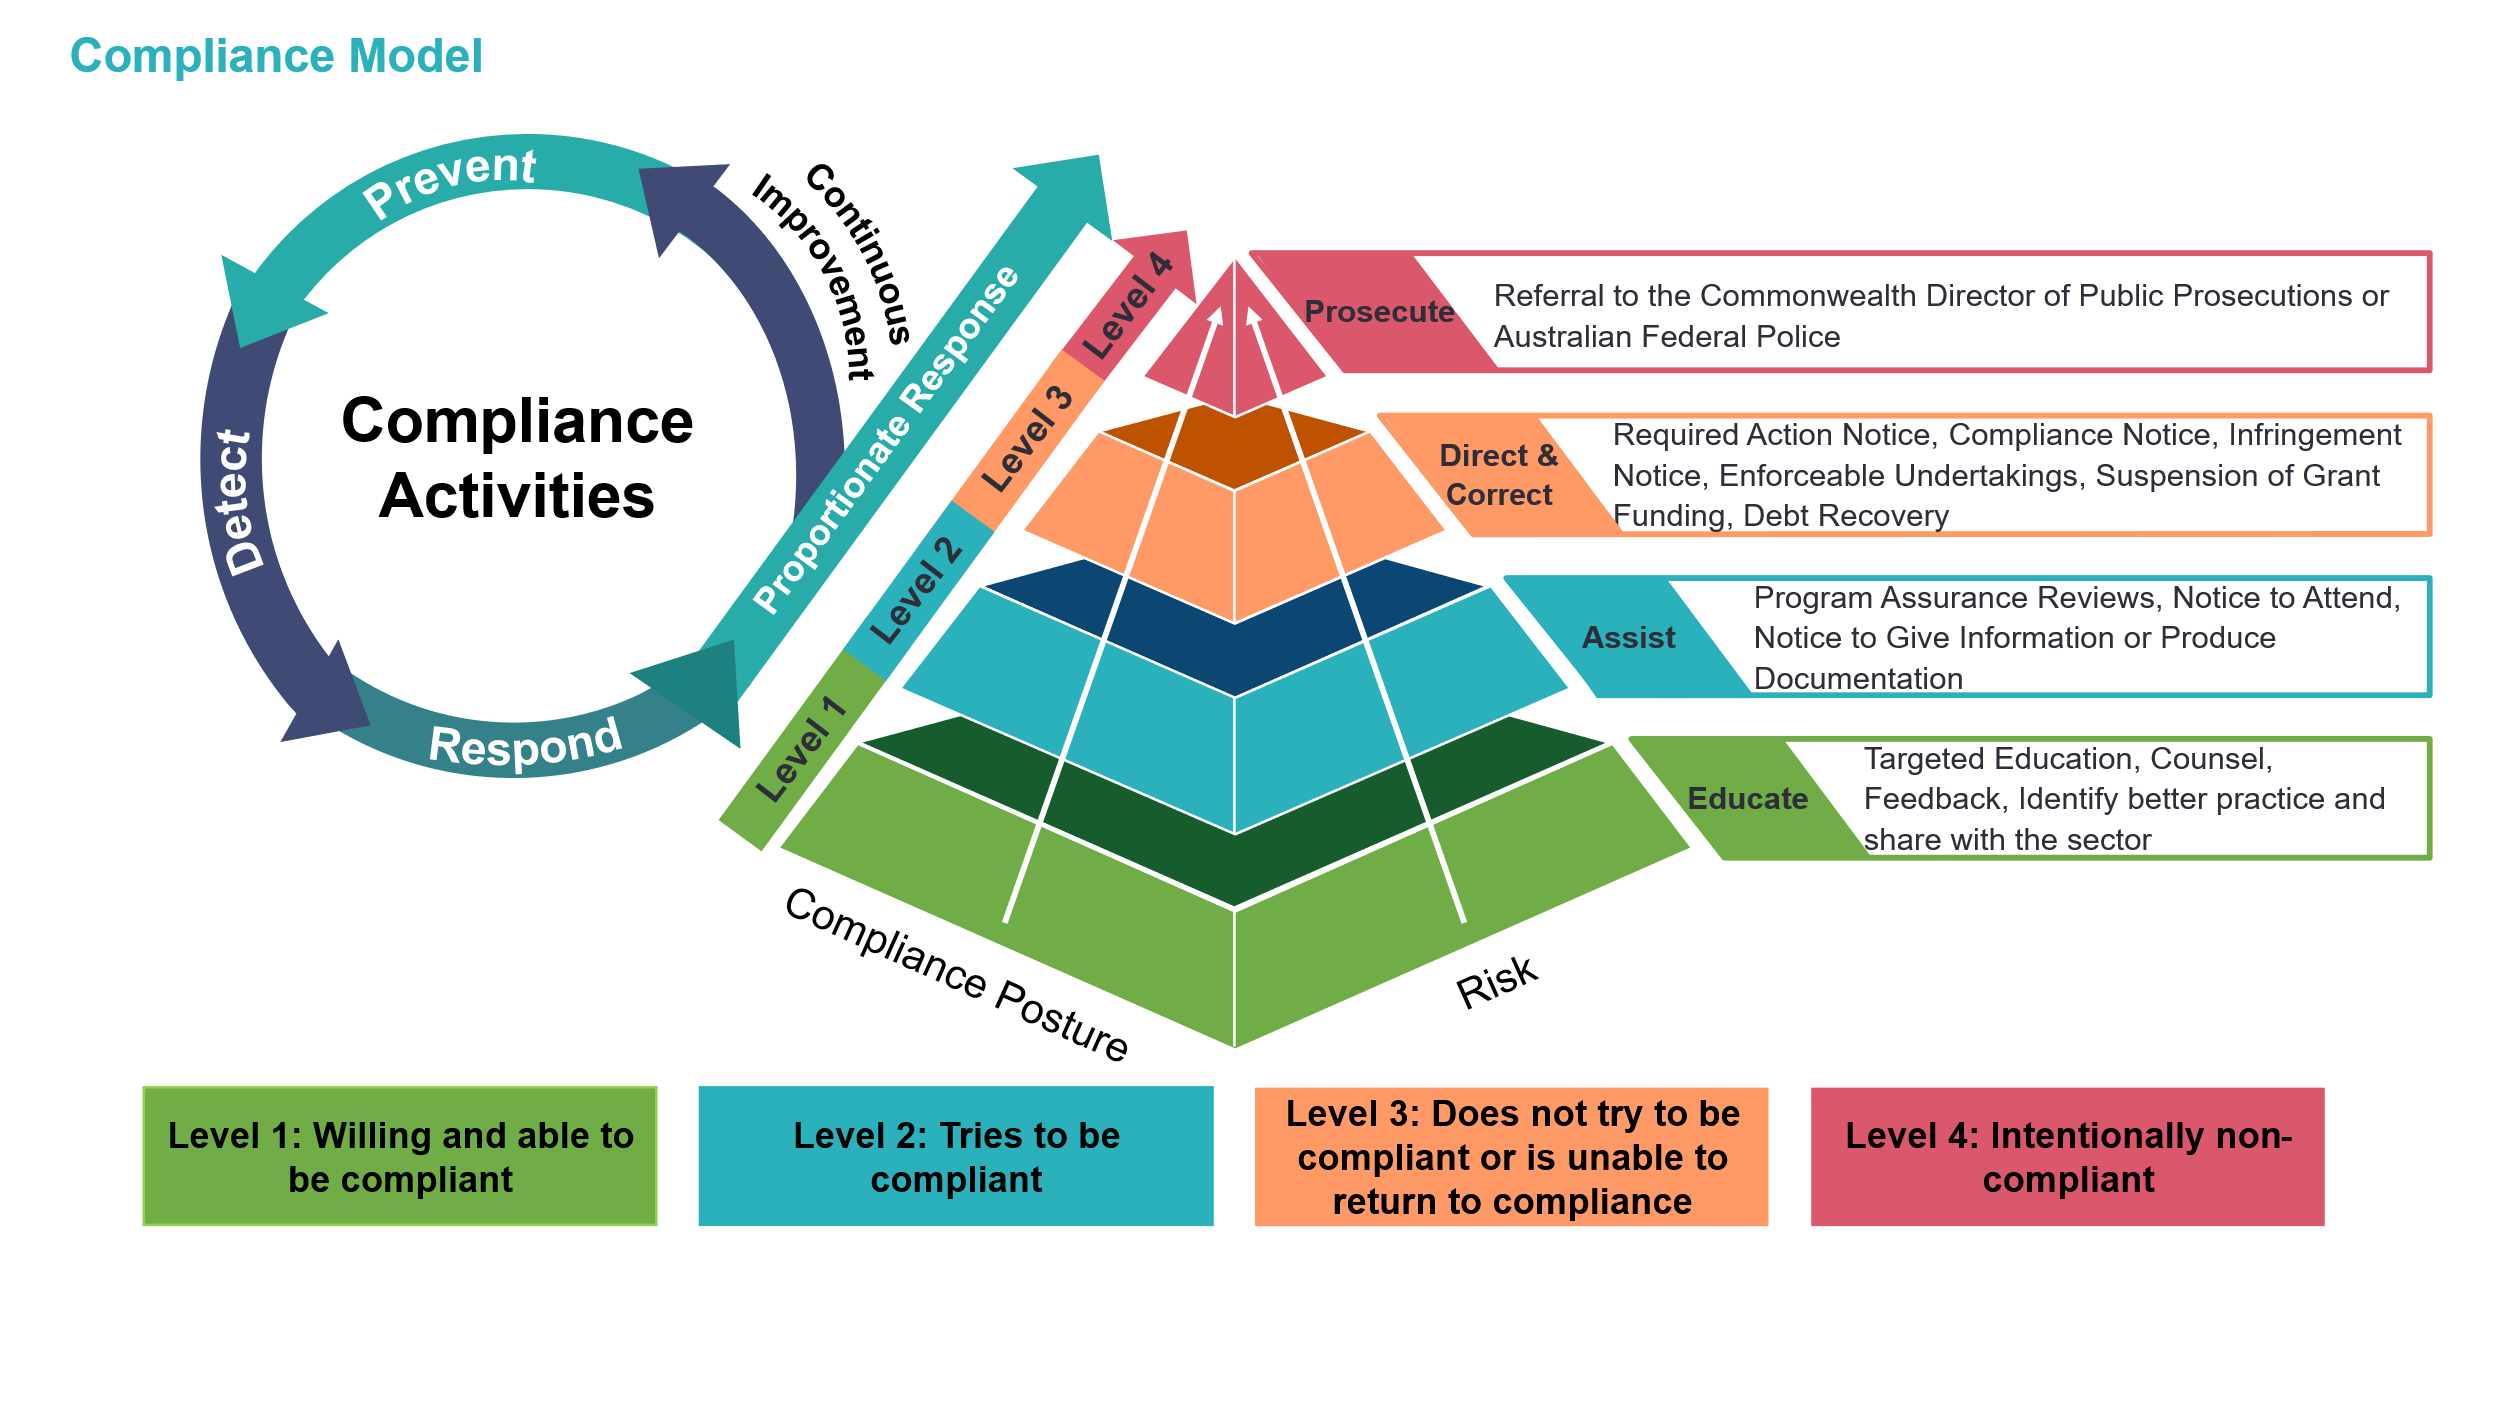 Compliance Model
Prevent
Detect
Respond
Continuous
Improvement
Compliance
Activities
Proportionate Response
Level 4
Level 3
Level 2
Level 1
Prosecute
Referral to the Commonwealth Director of Public Prosecutions or
Australian Federal Police
Direct &
Correct
Required Action Notice, Compliance Notice, Infringement
Notice, Enforceable Undertakings, Suspension of Grant
Funding, Debt Recovery
Assist
Program Assurance Reviews, Notice to Attend,
Notice to Give Information or Produce
Documentation
Educate
Targeted Education, Counsel,
Feedback, Identify better practice and
share with the sector
Compliance Posture
Risk
Level 1: Willing and able to
be compliant
Level 2: Tries to be
compliant
Level 3: Does not try to be
compliant or is unable to
return to compliance
Level 4: Intentionally non-
compliant